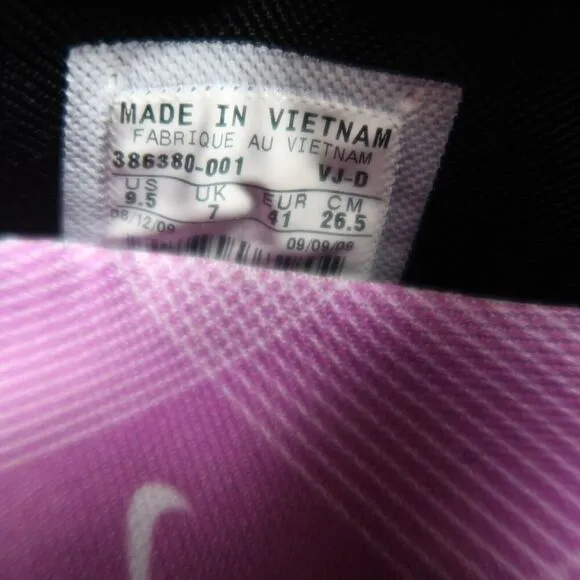 MADE IN VIETNAM
FABRIQUE AU VIETNAM
386380-001 VJ-D
US UK EUR CM
9.5 7 41 26.5
08/12/09 09/09/09